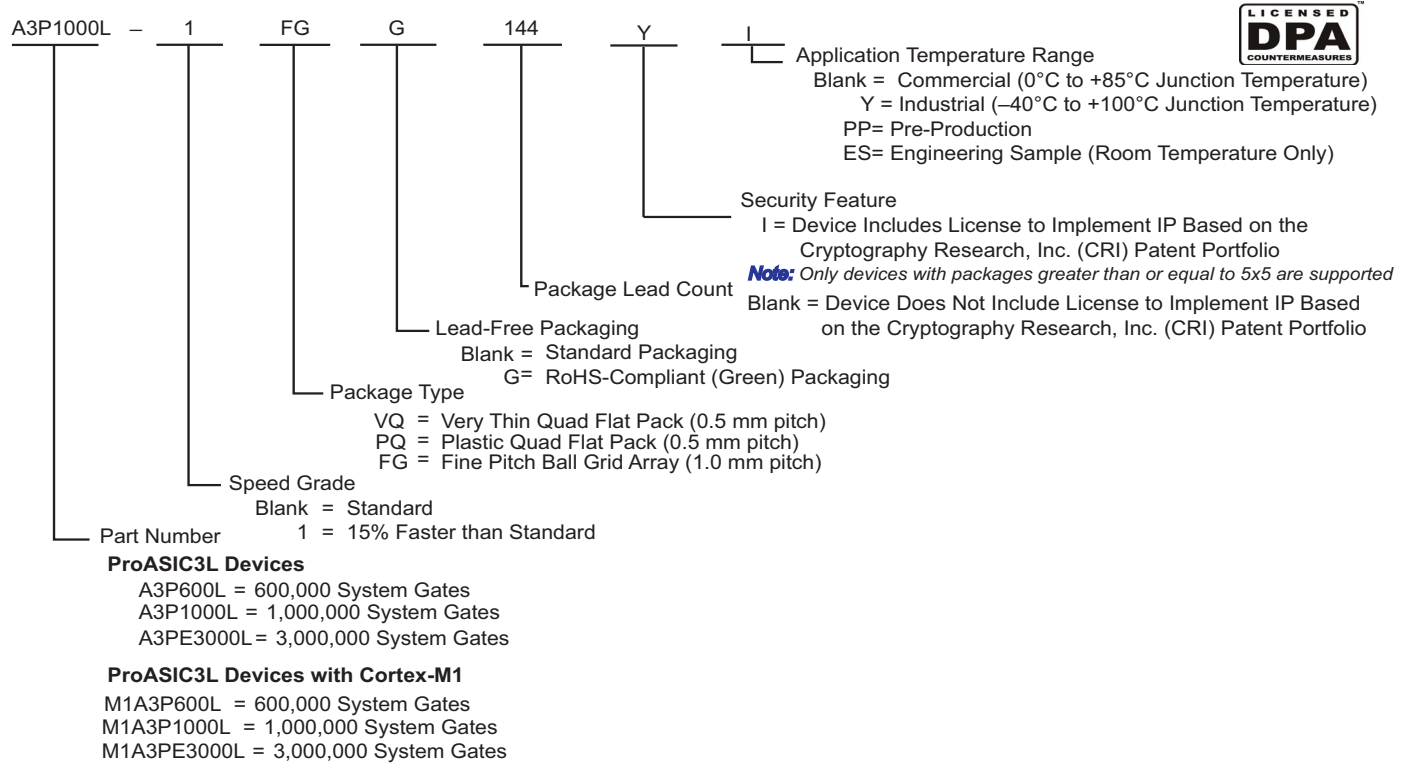 A3P1000L – 1 FG G 144 Y I
LICENSED
DPA
COUNTERMEASURES
™
Application Temperature Range
Blank = Commercial (0°C to +85°C Junction Temperature)
Y = Industrial (–40°C to +100°C Junction Temperature)
PP= Pre-Production
ES= Engineering Sample (Room Temperature Only)
Security Feature
I = Device Includes License to Implement IP Based on the
Cryptography Research, Inc. (CRI) Patent Portfolio
Note: Only devices with packages greater than or equal to 5x5 are supported
Blank = Device Does Not Include License to Implement IP Based
on the Cryptography Research, Inc. (CRI) Patent Portfolio
Package Lead Count
Lead-Free Packaging
Blank = Standard Packaging
G= RoHS-Compliant (Green) Packaging
Package Type
VQ = Very Thin Quad Flat Pack (0.5 mm pitch)
PQ = Plastic Quad Flat Pack (0.5 mm pitch)
FG = Fine Pitch Ball Grid Array (1.0 mm pitch)
Speed Grade
Blank = Standard
1 = 15% Faster than Standard
Part Number
ProASIC3L Devices
A3P600L = 600,000 System Gates
A3P1000L = 1,000,000 System Gates
A3PE3000L = 3,000,000 System Gates
ProASIC3L Devices with Cortex-M1
M1A3P600L = 600,000 System Gates
M1A3P1000L = 1,000,000 System Gates
M1A3PE3000L = 3,000,000 System Gates